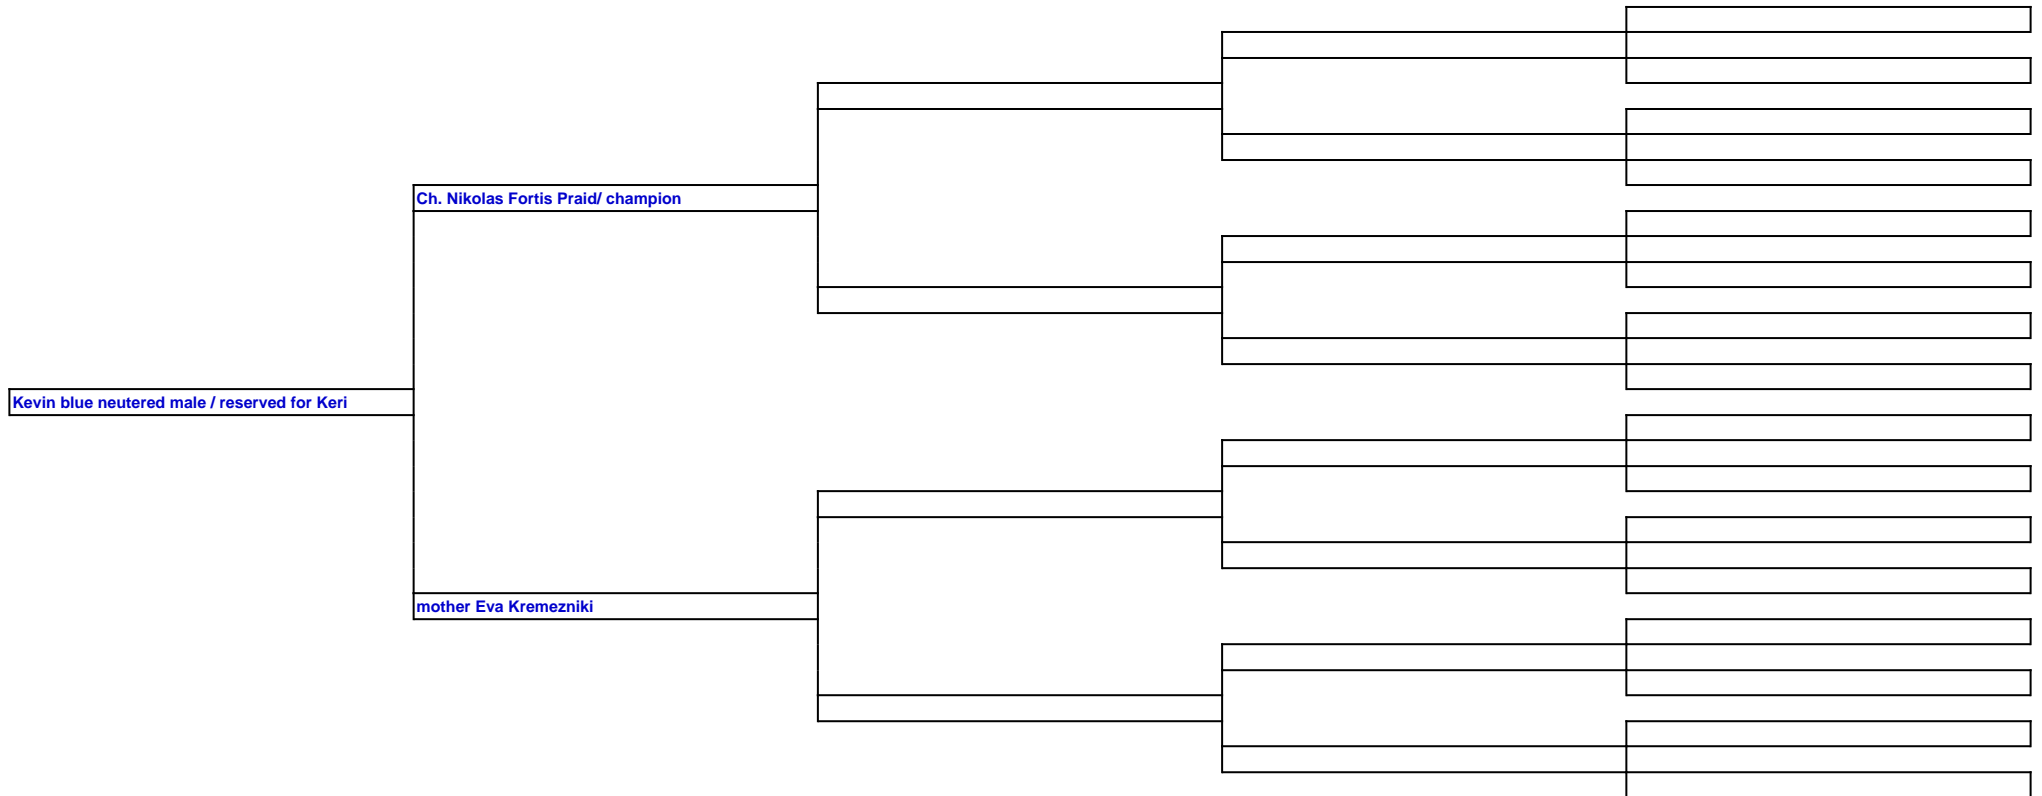 Ch. Nikolas Fortis Praid/ champion
Kevin blue neutered male / reserved for Keri
mother Eva Kremezniki